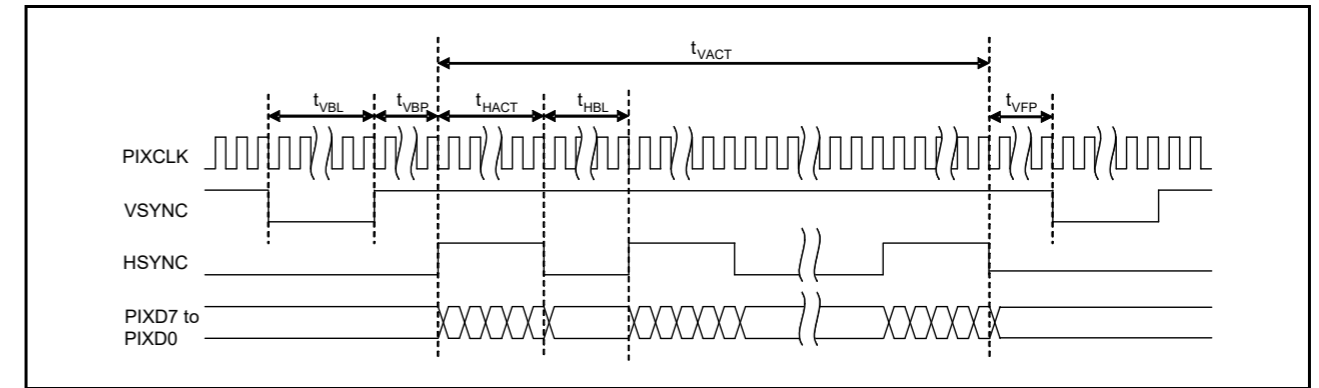 tVACT
tVBL tVBP tHACT tHBL tVFP
PIXCLK
VSYNC
HSYNC
PIXD7 to
PIXD0